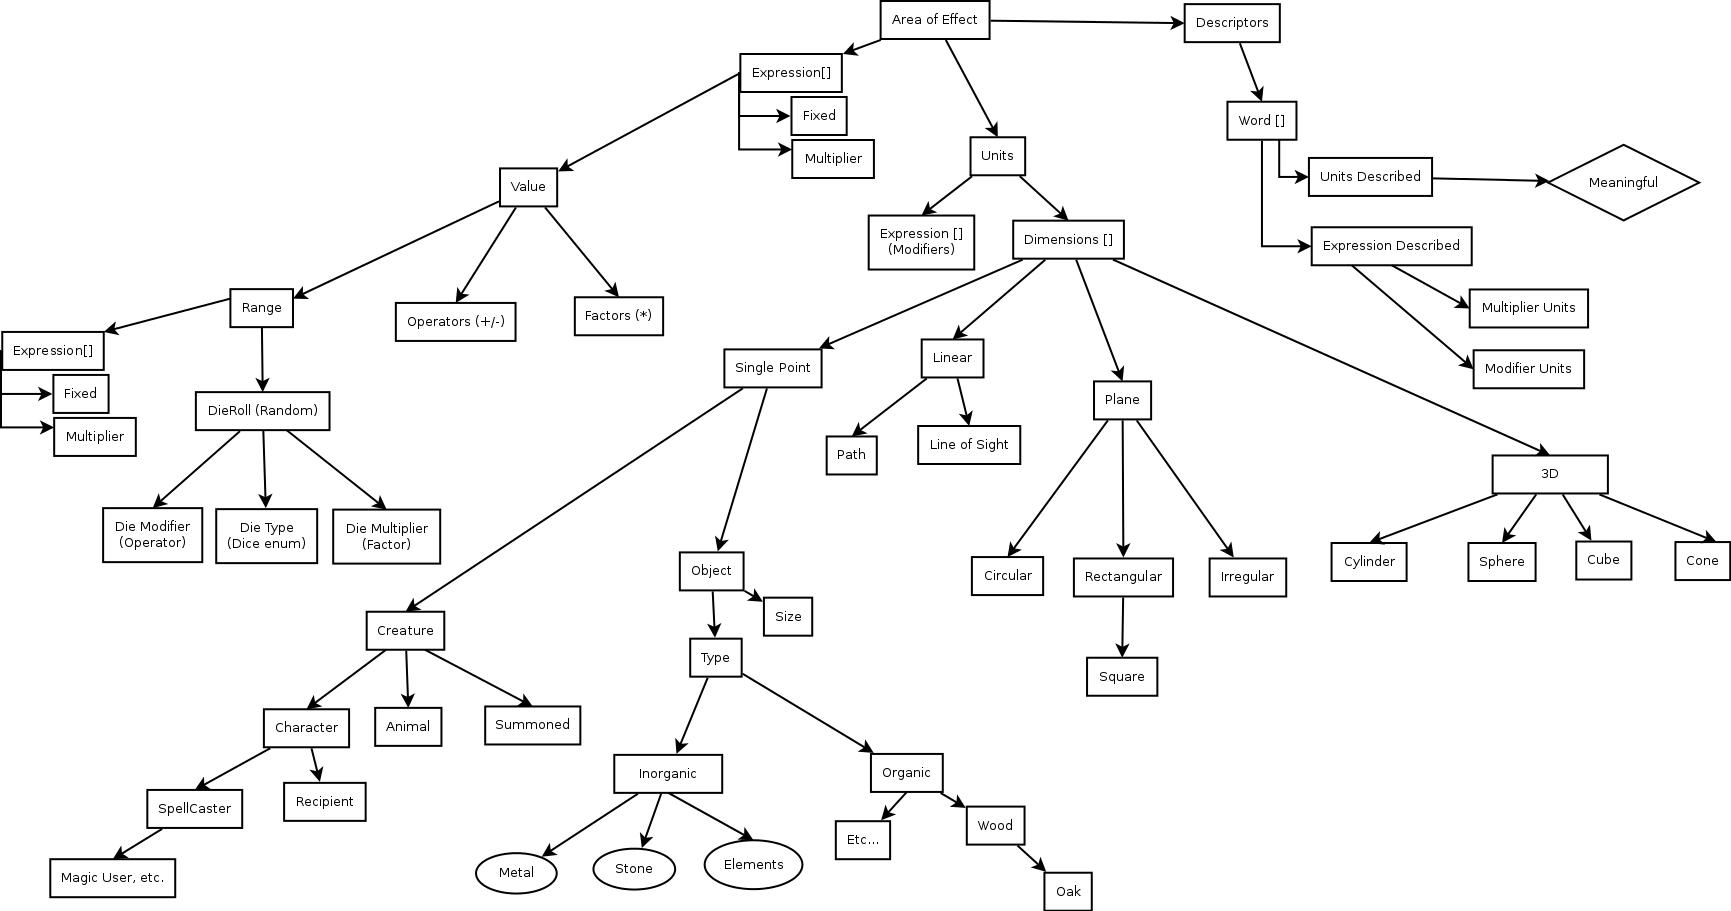 Area of Effect
Descriptors
Expression[]
Fixed
Multiplier
Word []
Units
Units Described
Meaningful
Value
Expression []
(Modifiers)
Dimensions []
Expression Described
Range
Operators (+/-)
Factors (*)
Multiplier Units
Expression[]
Fixed
Multiplier
DieRoll (Random)
Single Point
Linear
Plane
Modifier Units
Path
Line of Sight
3D
Die Modifier
(Operator)
Die Type
(Dice enum)
Die Multiplier
(Factor)
Object
Size
Circular
Rectangular
Irregular
Cylinder
Sphere
Cube
Cone
Creature
Type
Square
Character
Animal
Summoned
Inorganic
Organic
SpellCaster
Recipient
Etc...
Wood
Magic User, etc.
Metal
Stone
Elements
Oak